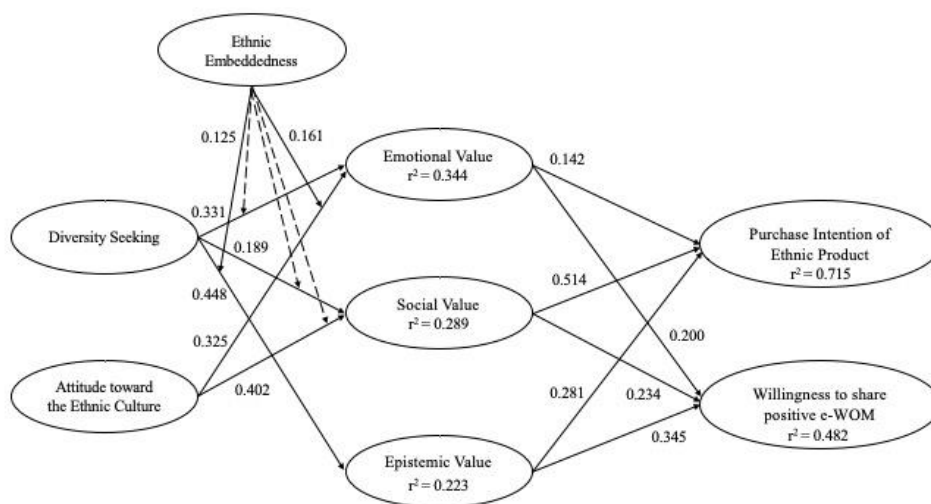 Ethnic
Embeddedness
0.125
0.161
Emotional Value
r² = 0.344
0.142
0.331
Diversity Seeking
0.189
Purchase Intention of
Ethnic Product
r² = 0.715
0.448
Social Value
r² = 0.289
0.514
0.325
0.200
Attitude toward
the Ethnic Culture
0.402
0.281
0.234
Willingness to share
positive e-WOM
r² = 0.482
0.345
Epistemic Value
r² = 0.223